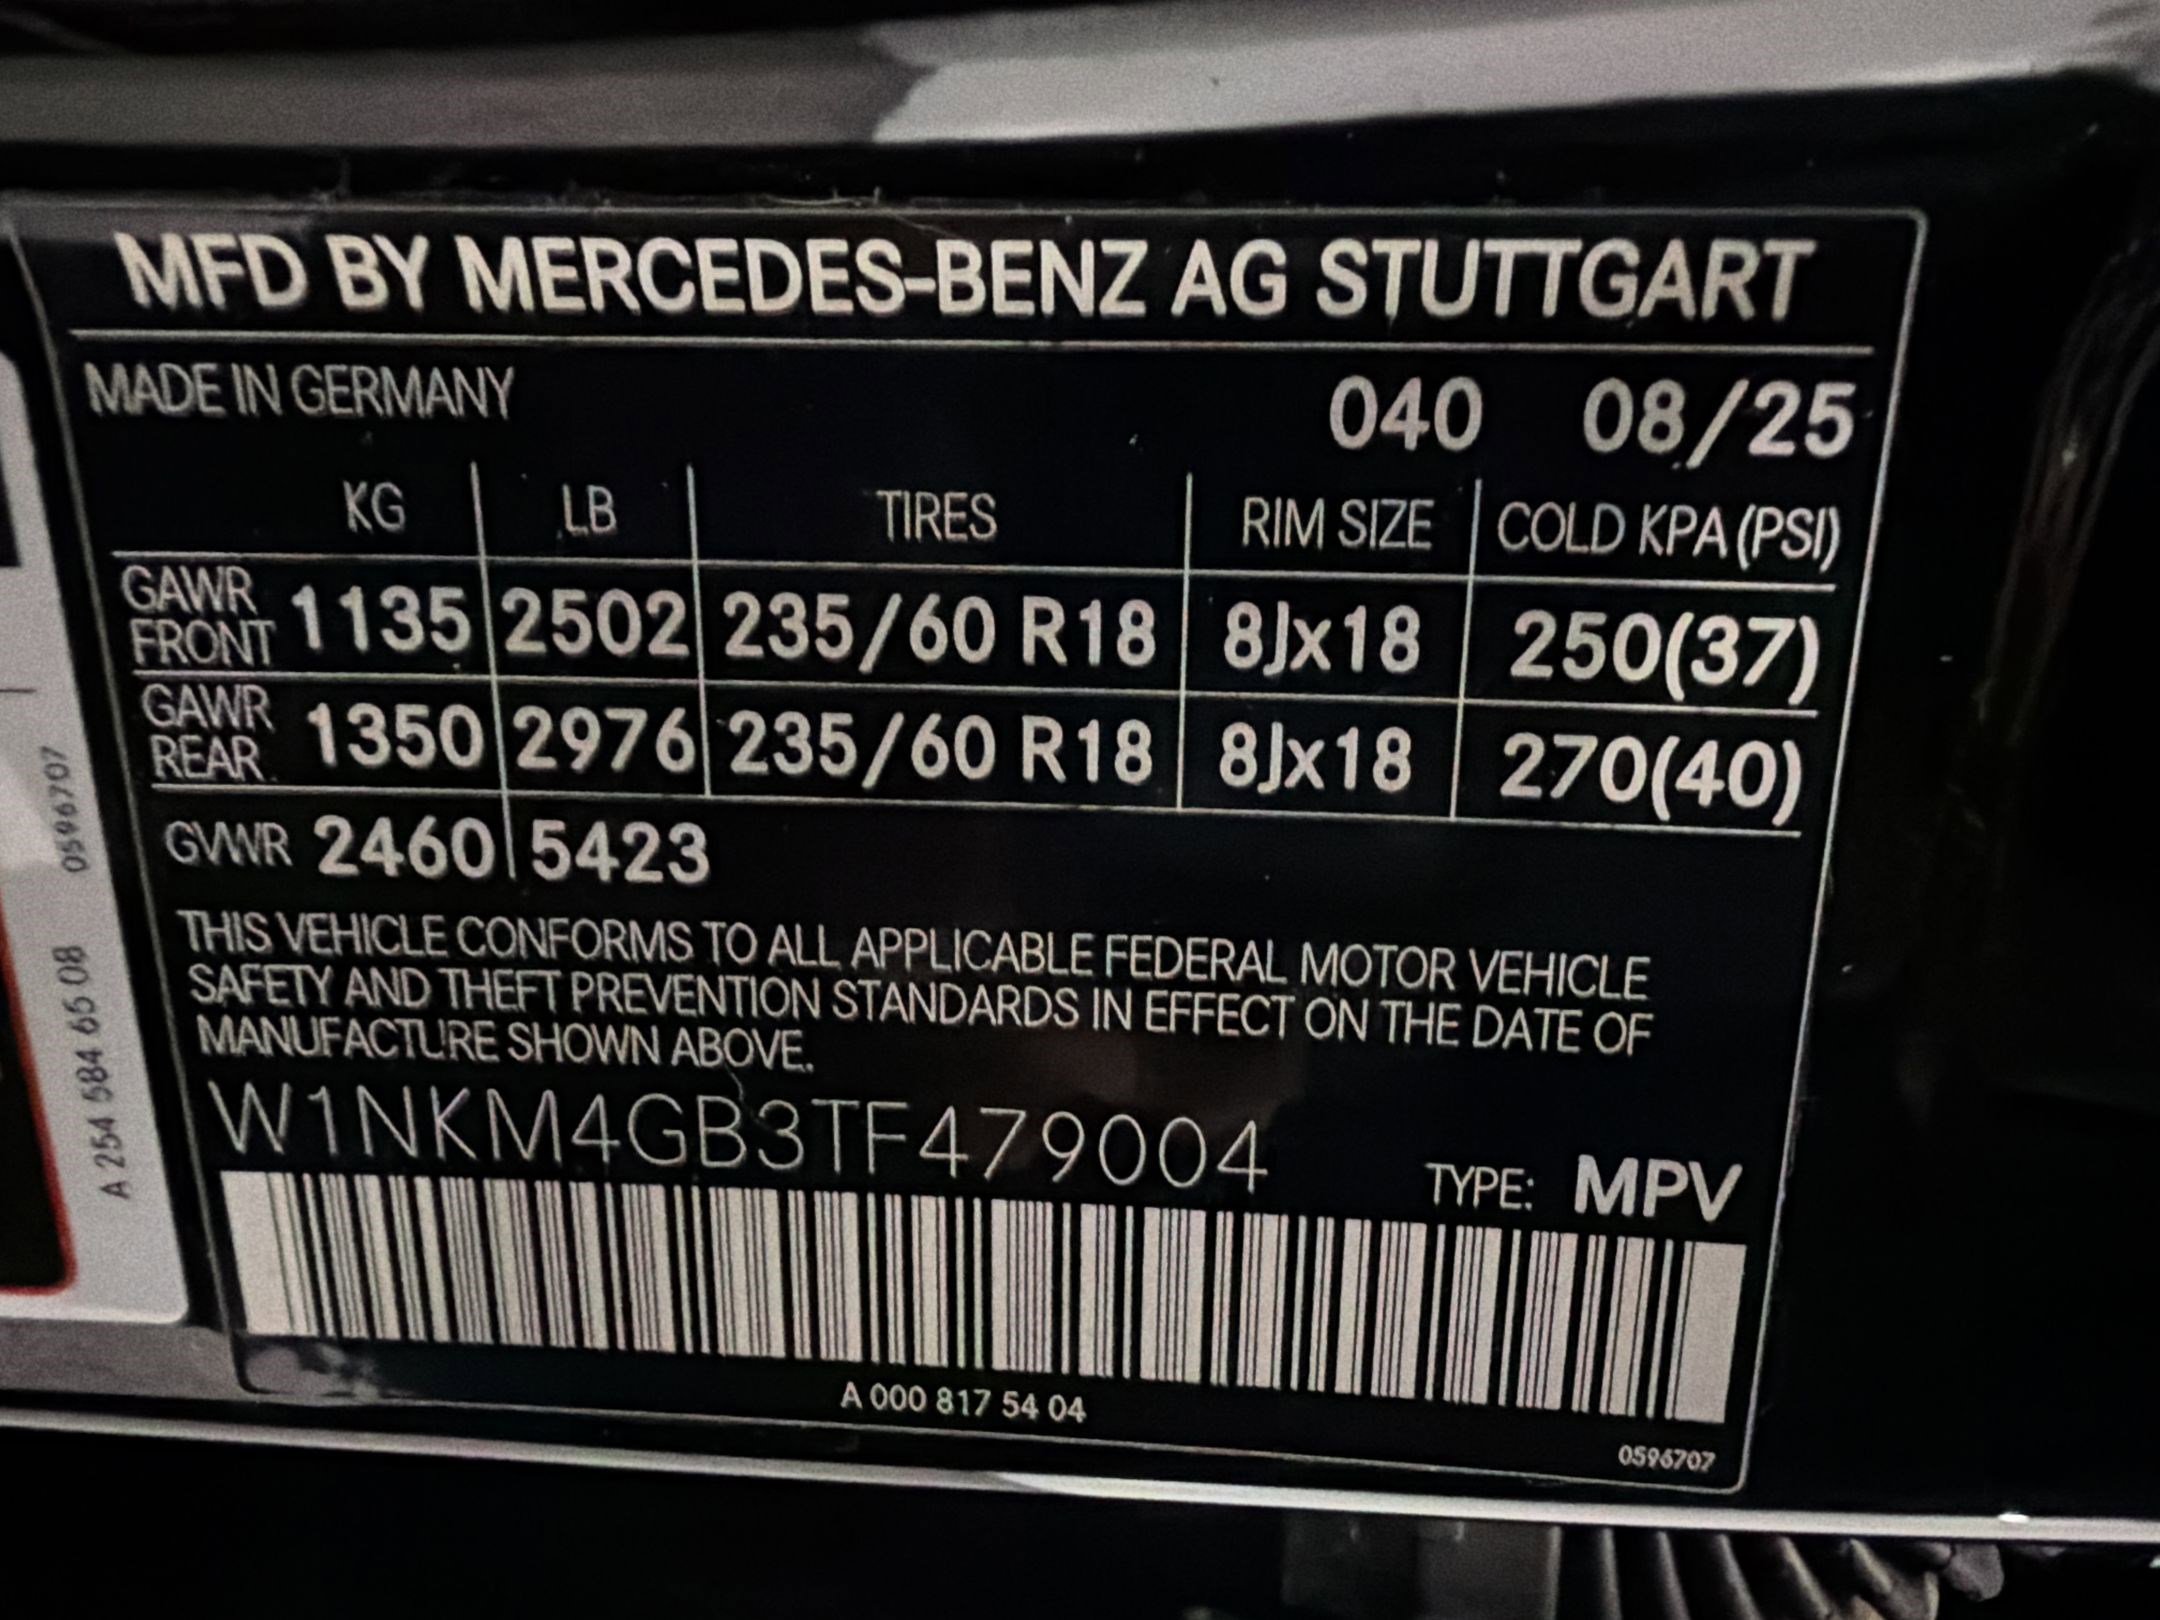 MFD BY MERCEDES-BENZ AG STUTTGART
MADE IN GERMANY 040 08/25
KG LB TIRES RIM SIZE COLD KPA (PSI)
GAWR FRONT 1135 2502 235/60 R18 8Jx18 250(37)
GAWR REAR 1350 2976 235/60 R18 8Jx18 270(40)
GVWR 2460 5423
THIS VEHICLE CONFORMS TO ALL APPLICABLE FEDERAL MOTOR VEHICLE
SAFETY AND THEFT PREVENTION STANDARDS IN EFFECT ON THE DATE OF
MANUFACTURE SHOWN ABOVE.
W1NKM4GB3TF479004 TYPE: MPV
A 000 817 54 04
0596707
A 254 584 65 08 0596707